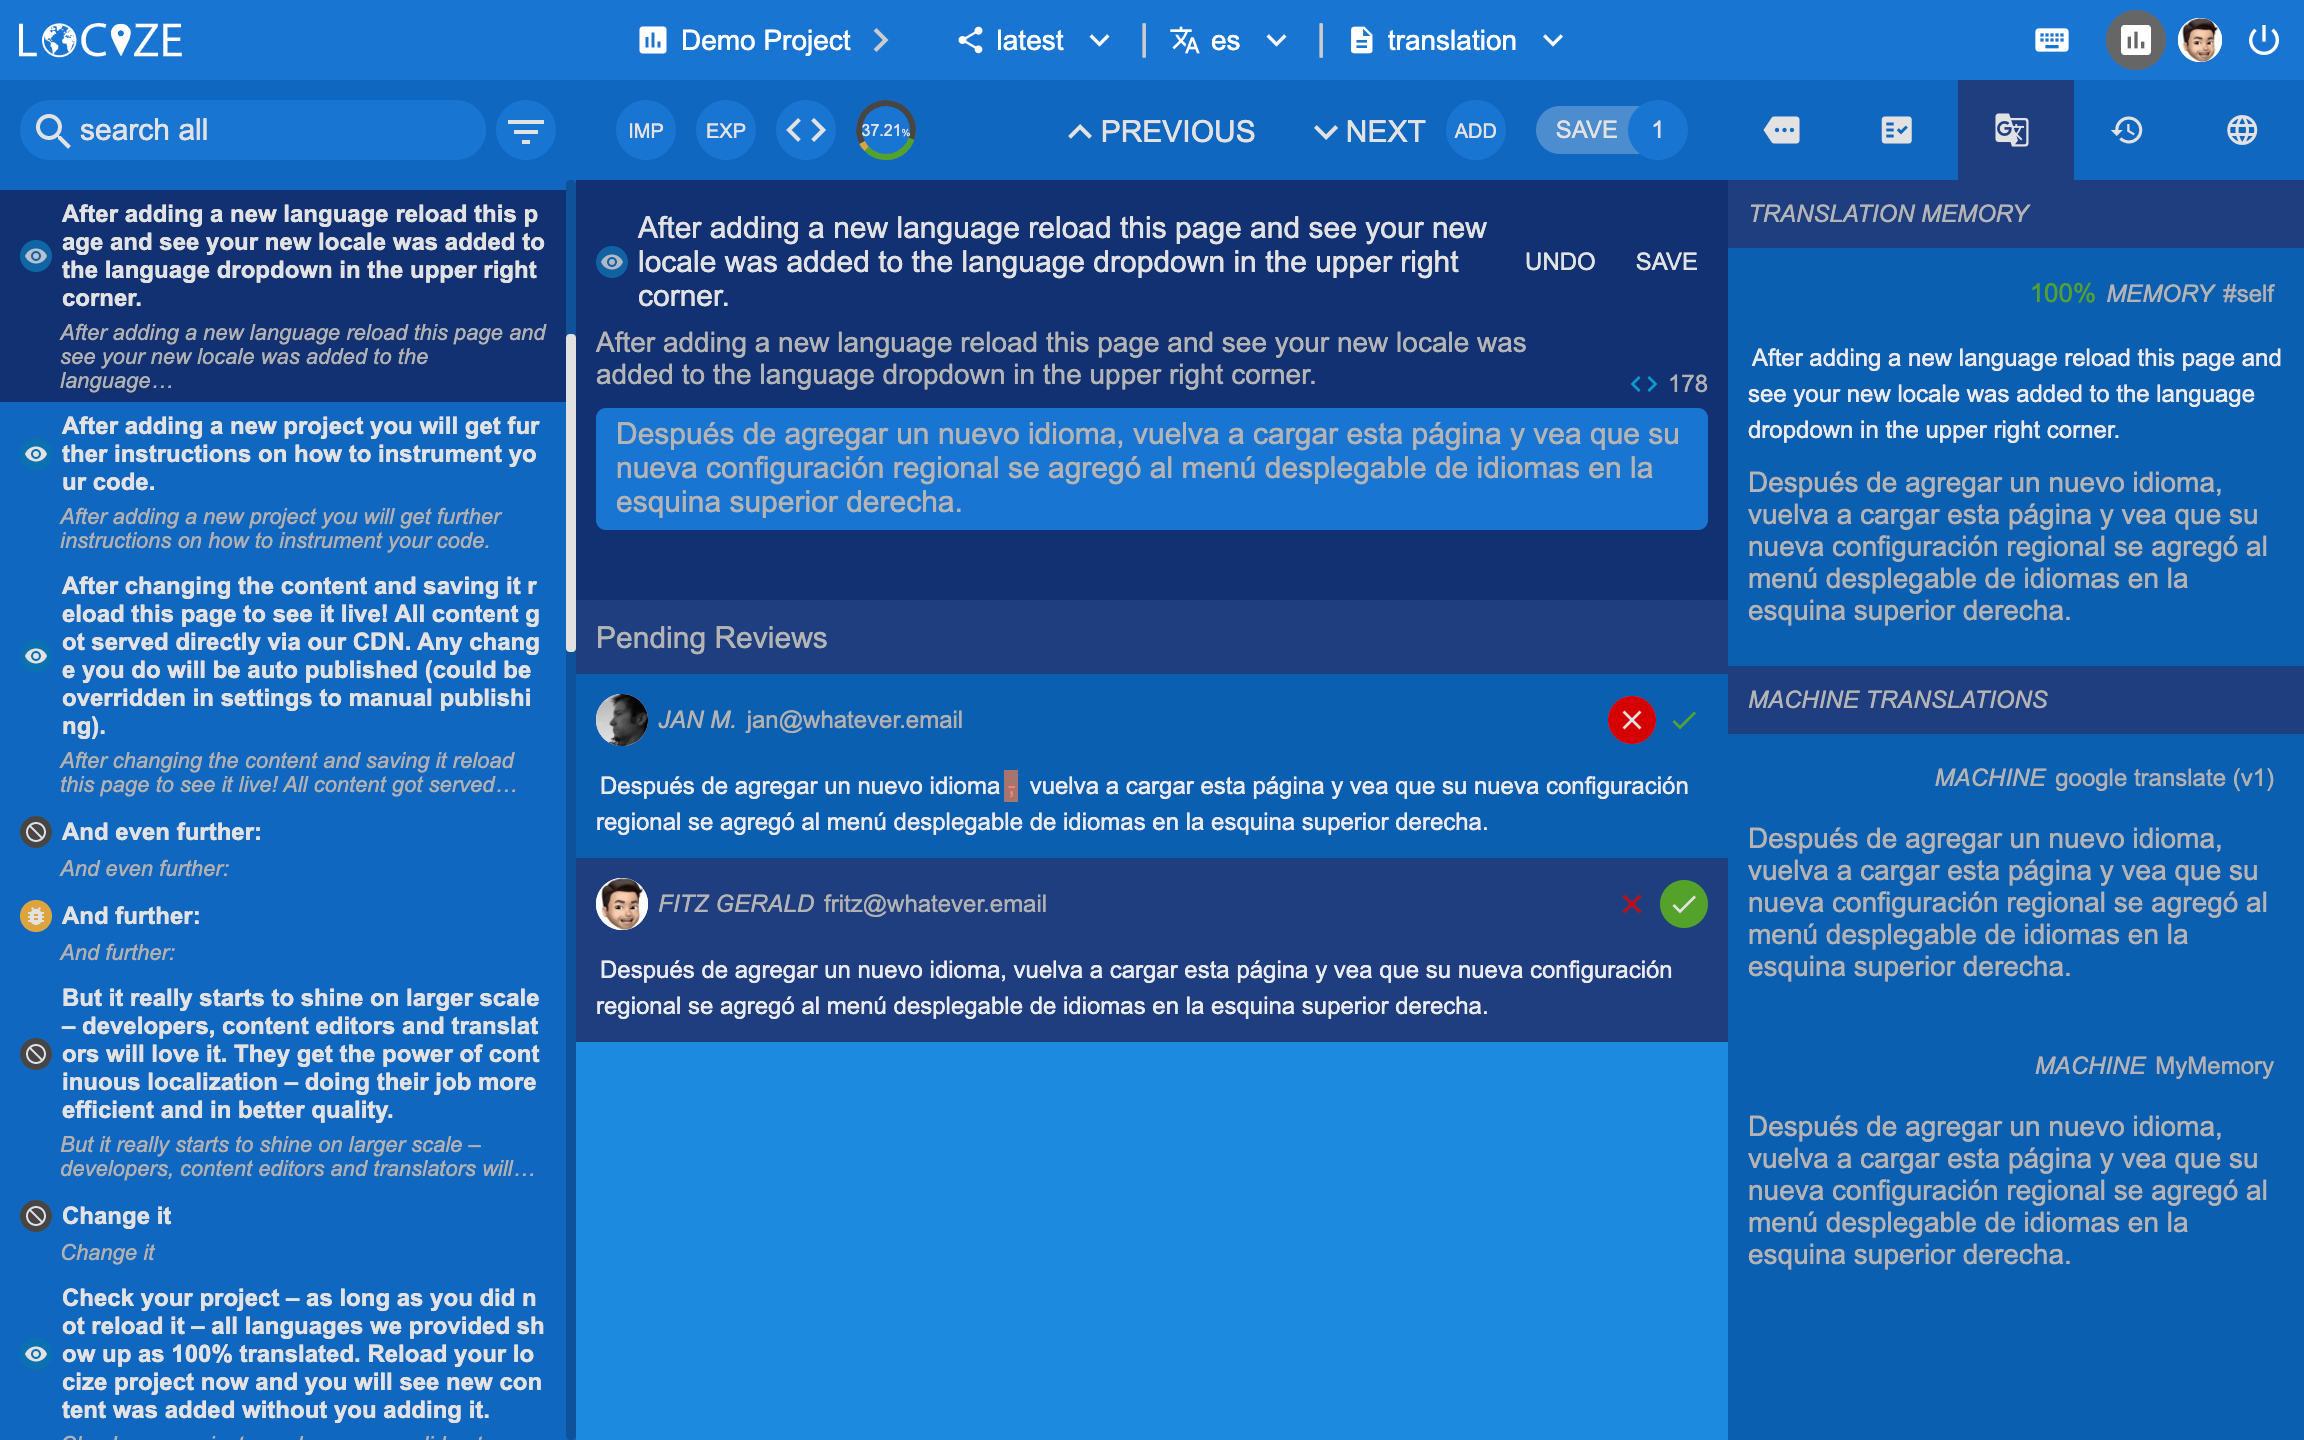 LOCIZE
Demo Project
latest
es
translation
search all
IMP
EXP
37.21%
PREVIOUS
NEXT
ADD
SAVE
1
After adding a new language reload this p
age and see your new locale was added to
the language dropdown in the upper right
corner.
After adding a new language reload this page and
see your new locale was added to the
language…
After adding a new project you will get fur
ther instructions on how to instrument yo
ur code.
After adding a new project you will get further
instructions on how to instrument your code.
After changing the content and saving it r
eload this page to see it live! All content g
ot served directly via our CDN. Any chang
e you do will be auto published (could be
overridden in settings to manual publishi
ng).
After changing the content and saving it reload
this page to see it live! All content got served…
And even further:
And even further:
And further:
And further:
But it really starts to shine on larger scale
– developers, content editors and translat
ors will love it. They get the power of cont
inuous localization – doing their job more
efficient and in better quality.
But it really starts to shine on larger scale –
developers, content editors and translators will…
Change it
Change it
Check your project – as long as you did n
ot reload it – all languages we provided sh
ow up as 100% translated. Reload your lo
cize project now and you will see new con
tent was added without you adding it.
After adding a new language reload this page and see your new
locale was added to the language dropdown in the upper right
corner.
UNDO
SAVE
After adding a new language reload this page and see your new locale was
added to the language dropdown in the upper right corner.
178
Después de agregar un nuevo idioma, vuelva a cargar esta página y vea que su
nueva configuración regional se agregó al menú desplegable de idiomas en la
esquina superior derecha.
Pending Reviews
JAN M. jan@whatever.email
Después de agregar un nuevo idioma , vuelva a cargar esta página y vea que su nueva configuración
regional se agregó al menú desplegable de idiomas en la esquina superior derecha.
FITZ GERALD fritz@whatever.email
Después de agregar un nuevo idioma, vuelva a cargar esta página y vea que su nueva configuración
regional se agregó al menú desplegable de idiomas en la esquina superior derecha.
TRANSLATION MEMORY
100% MEMORY #self
After adding a new language reload this page and
see your new locale was added to the language
dropdown in the upper right corner.
Después de agregar un nuevo idioma,
vuelva a cargar esta página y vea que su
nueva configuración regional se agregó al
menú desplegable de idiomas en la
esquina superior derecha.
MACHINE TRANSLATIONS
MACHINE google translate (v1)
Después de agregar un nuevo idioma,
vuelva a cargar esta página y vea que su
nueva configuración regional se agregó al
menú desplegable de idiomas en la
esquina superior derecha.
MACHINE MyMemory
Después de agregar un nuevo idioma,
vuelva a cargar esta página y vea que su
nueva configuración regional se agregó al
menú desplegable de idiomas en la
esquina superior derecha.